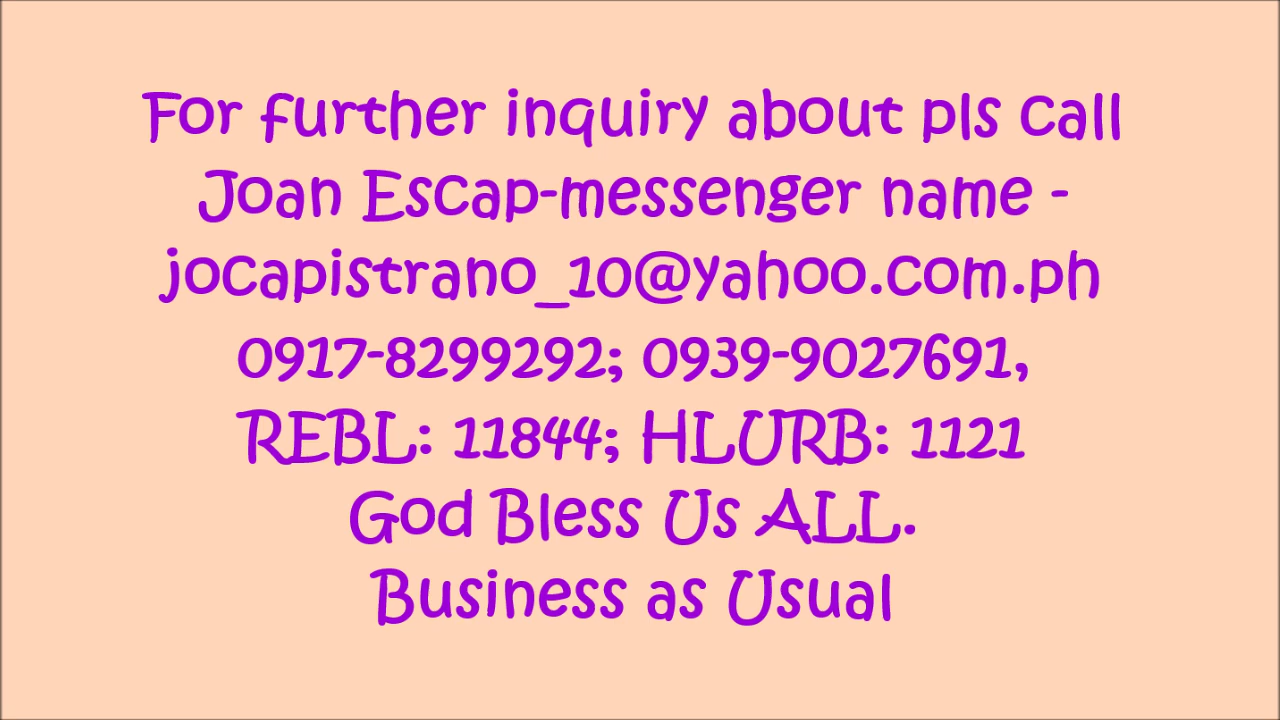 For further inquiry about pls call
Joan Escap-messenger name -
jocapistrano_10@yahoo.com.ph
0917-8299292; 0939-9027691,
REBL: 11844; HLURB: 1121
God Bless Us ALL.
Business as Usual